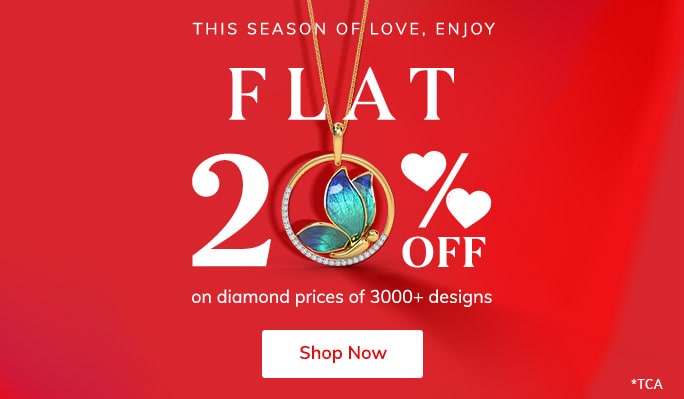 THIS SEASON OF LOVE, ENJOY
FLAT
20%
OFF
on diamond prices of 3000+ designs
Shop Now
*TCA